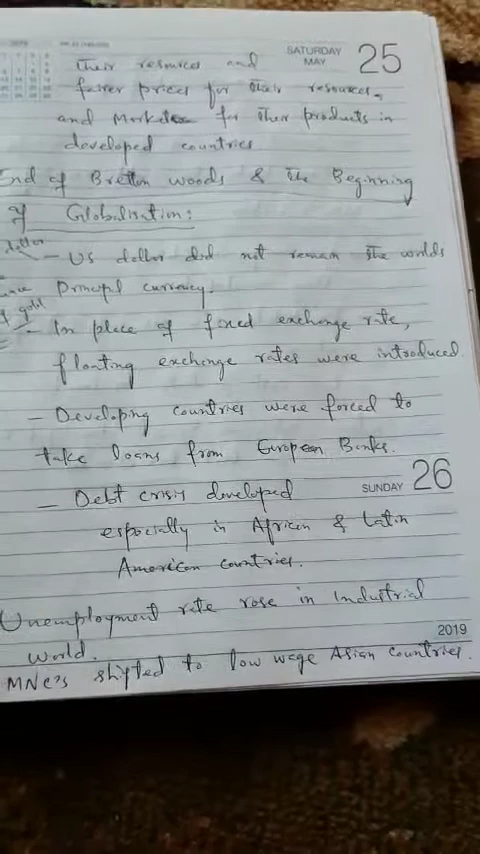 SATURDAY
MAY 25
Their resources and
fairer prices for their resources,
and Markets for their products in
developed countries
End of Bretton woods & the Beginning
of Globalisation:
dollar
- US dollar did not remain the worlds
Principal currency.
gold
- In place of fixed exchange rate,
floating exchange rates were introduced.
- Developing countries were forced to
take loans from European Banks.
SUNDAY 26
- Debt crisis developed
especially in African & Latin
American countries.
Unemployment rate rose in Industrial
world.
2019
MNC's shifted to low wage Asian countries.